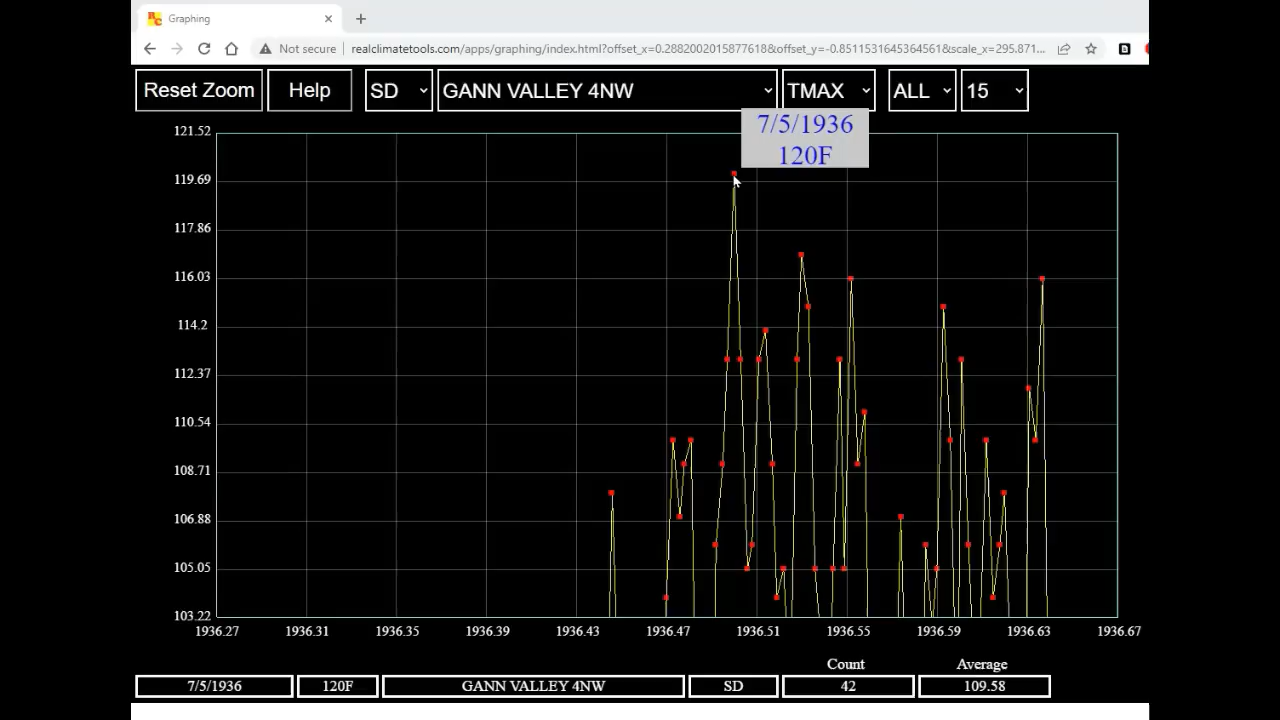 Graphing
Not secure realclimatetools.com/apps/graphing/index.html?offset_x=0.2882002015877618&offset_y=-0.8511531645364561&scale_x=295.871...
Reset Zoom Help SD GANN VALLEY 4NW TMAX ALL 15
7/5/1936
120F
121.52
119.69
117.86
116.03
114.2
112.37
110.54
108.71
106.88
105.05
103.22
1936.27 1936.31 1936.35 1936.39 1936.43 1936.47 1936.51 1936.55 1936.59 1936.63 1936.67
Count Average
7/5/1936 120F GANN VALLEY 4NW SD 42 109.58